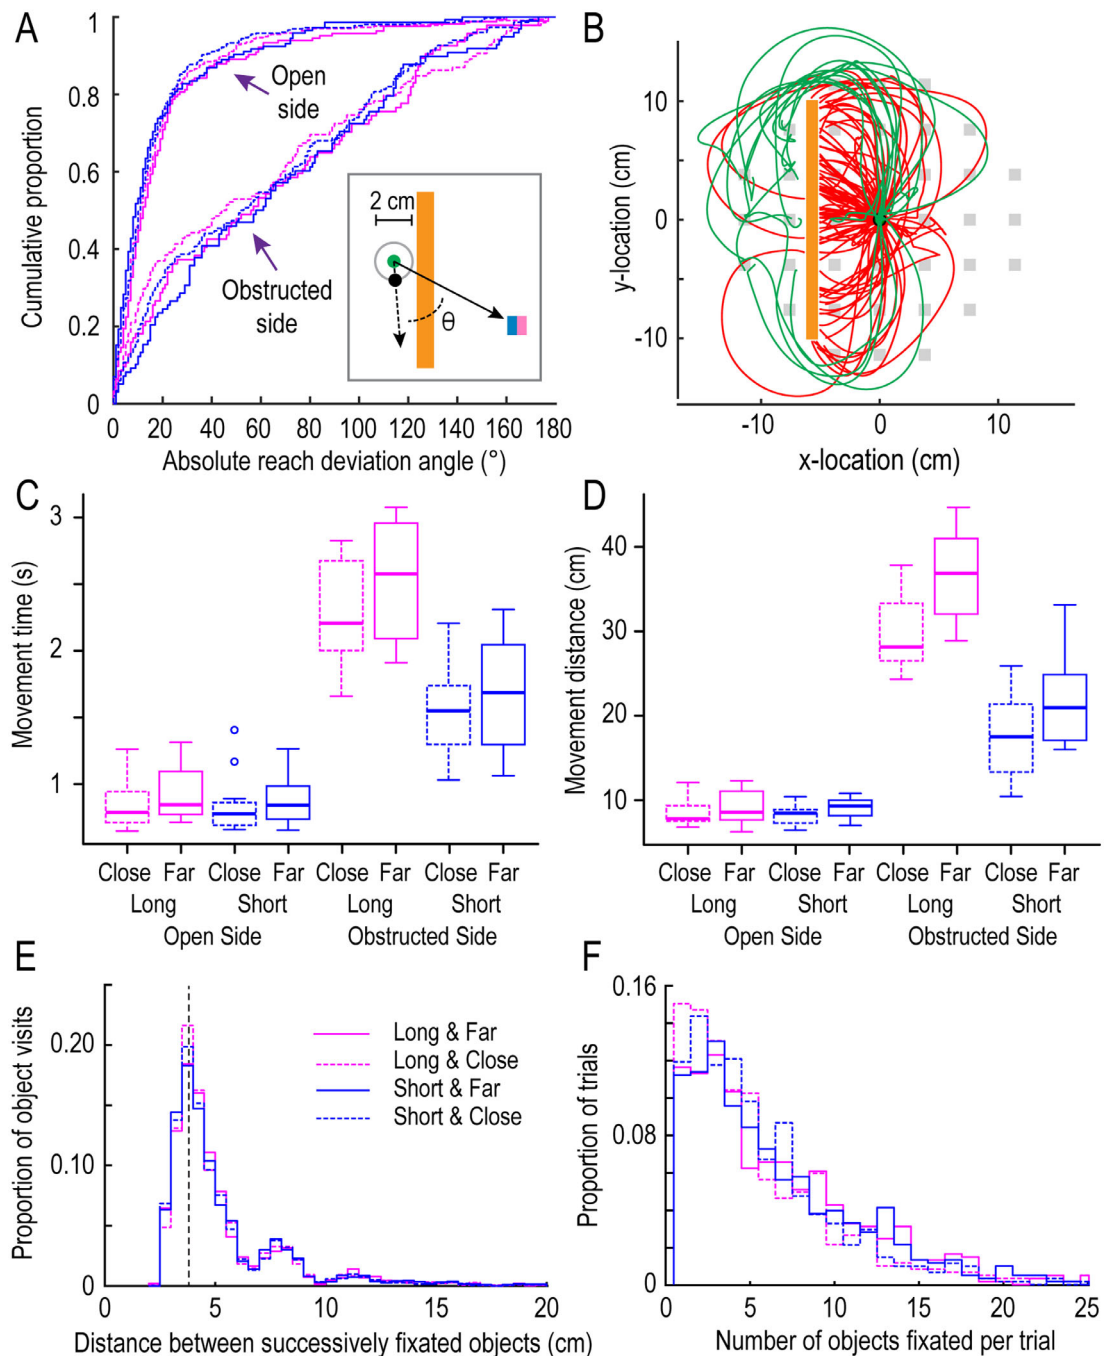 A
Cumulative proportion
1
0.8
0.6
0.4
0.2
0
Open
side
Obstructed
side
2 cm
θ
0 20 40 60 80 100 120 140 160 180
Absolute reach deviation angle (°)
B
y-location (cm)
10
0
-10
-10 0 10
x-location (cm)
C
Movement time (s)
3
2
1
Close Far Close Far Close Far Close Far
Long Short Long Short
Open Side Obstructed Side
D
Movement distance (cm)
40
30
20
10
Close Far Close Far Close Far Close Far
Long Short Long Short
Open Side Obstructed Side
E
Proportion of object visits
0.20
0.10
0
Long & Far
Long & Close
Short & Far
Short & Close
0 5 10 15 20
Distance between successively fixated objects (cm)
F
Proportion of trials
0.16
0.08
0
0 5 10 15 20 25
Number of objects fixated per trial